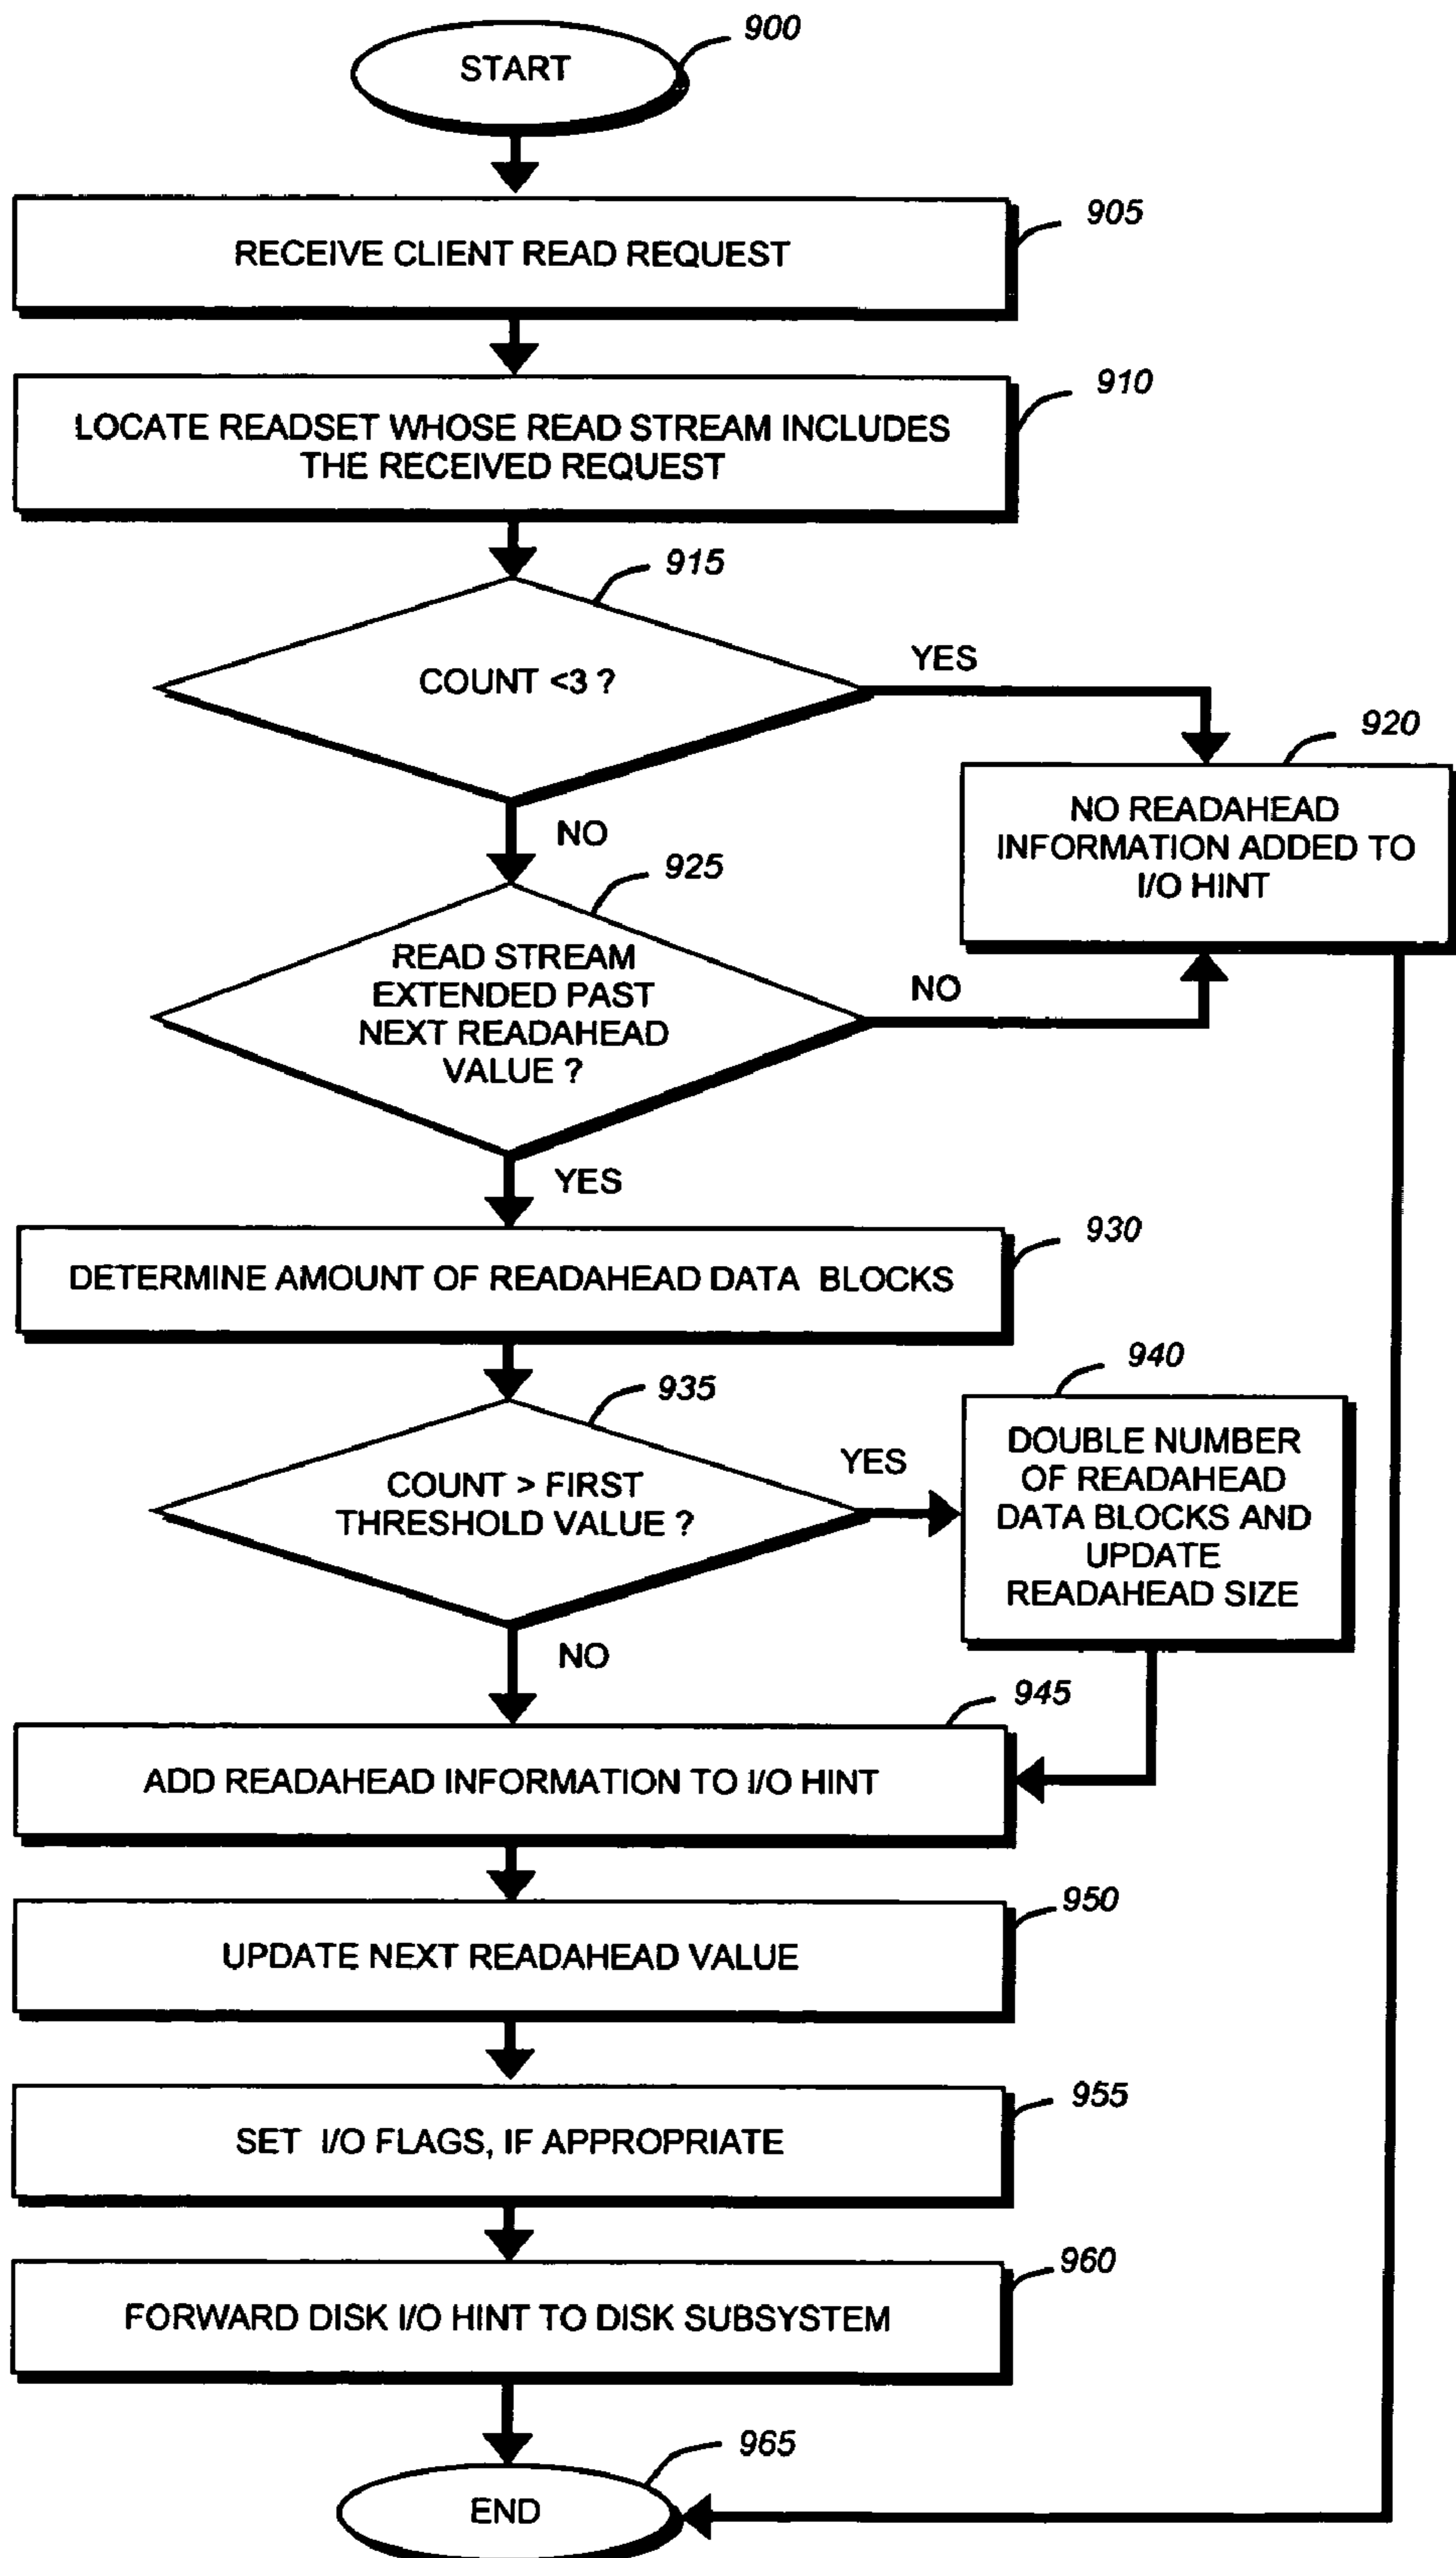 900
START
905
RECEIVE CLIENT READ REQUEST
910
LOCATE READSET WHOSE READ STREAM INCLUDES
THE RECEIVED REQUEST
915
COUNT <3 ?
YES
920
NO READAHEAD
INFORMATION ADDED TO
I/O HINT
NO
925
READ STREAM
EXTENDED PAST
NEXT READAHEAD
VALUE ?
NO
YES
930
DETERMINE AMOUNT OF READAHEAD DATA BLOCKS
935
COUNT > FIRST
THRESHOLD VALUE ?
YES
940
DOUBLE NUMBER
OF READAHEAD
DATA BLOCKS AND
UPDATE
READAHEAD SIZE
NO
945
ADD READAHEAD INFORMATION TO I/O HINT
950
UPDATE NEXT READAHEAD VALUE
955
SET I/O FLAGS, IF APPROPRIATE
960
FORWARD DISK I/O HINT TO DISK SUBSYSTEM
965
END